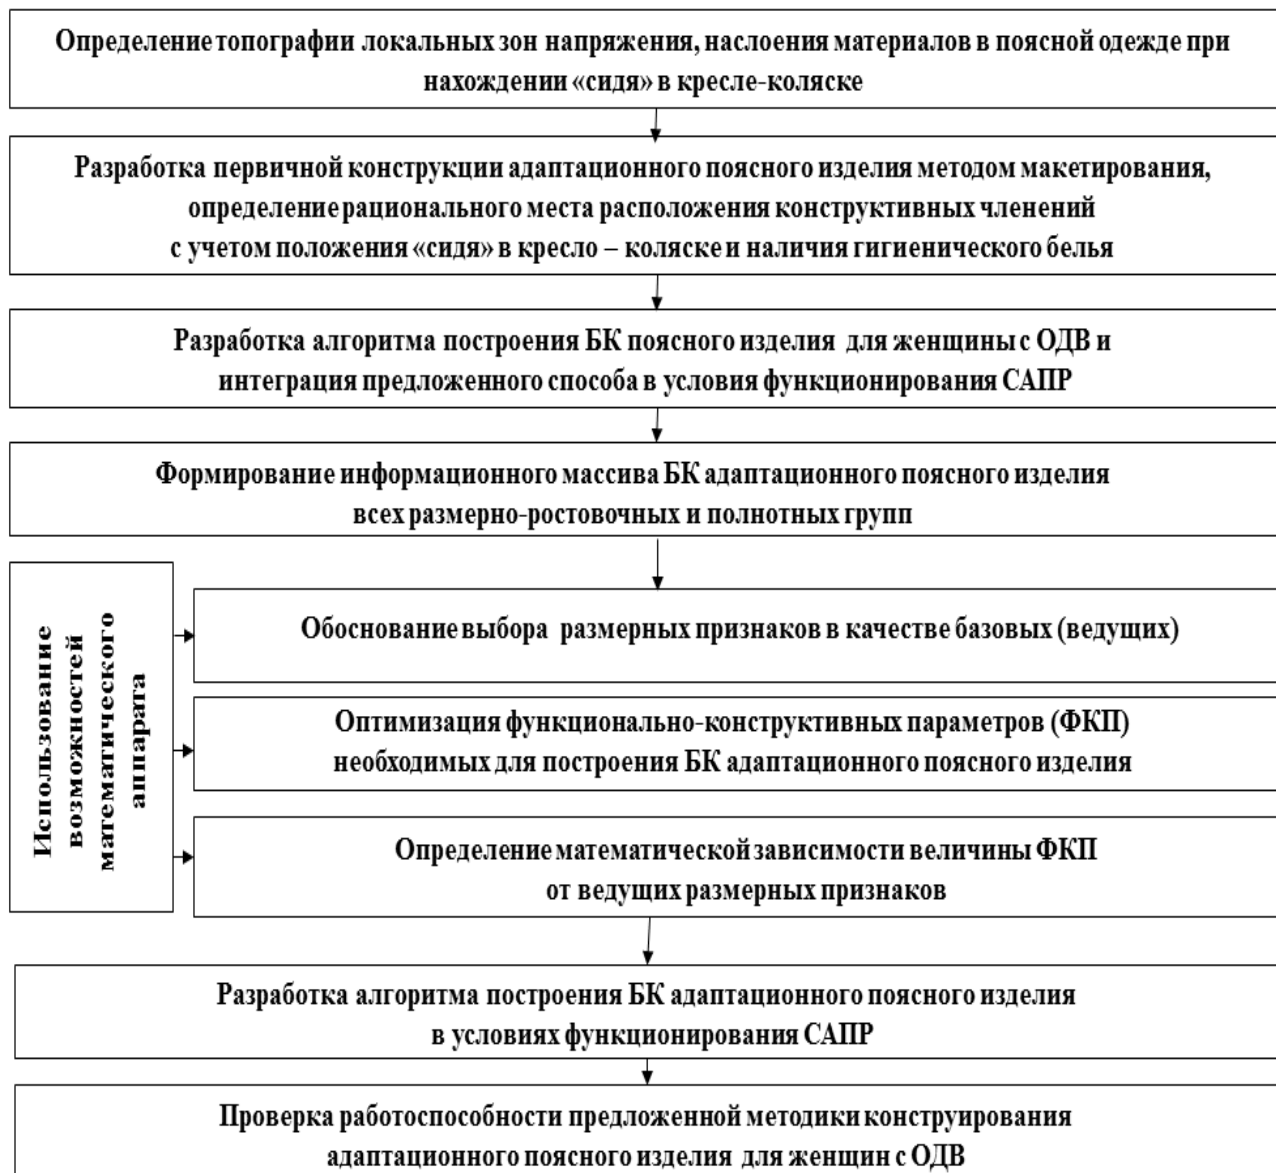 Определение топографии локальных зон напряжения, наслоения материалов в поясной одежде при
нахождении «сидя» в кресле-коляске
Разработка первичной конструкции адаптационного поясного изделия методом макетирования,
определение рационального места расположения конструктивных членений
с учетом положения «сидя» в кресло – коляске и наличия гигиенического белья
Разработка алгоритма построения БК поясного изделия для женщины с ОДВ и
интеграция предложенного способа в условия функционирования САПР
Формирование информационного массива БК адаптационного поясного изделия
всех размерно-ростовочных и полнотных групп
Использование
возможностей
математического
аппарата
Обоснование выбора размерных признаков в качестве базовых (ведущих)
Оптимизация функционально-конструктивных параметров (ФКП)
необходимых для построения БК адаптационного поясного изделия
Определение математической зависимости величины ФКП
от ведущих размерных признаков
Разработка алгоритма построения БК адаптационного поясного изделия
в условиях функционирования САПР
Проверка работоспособности предложенной методики конструирования
адаптационного поясного изделия для женщин с ОДВ